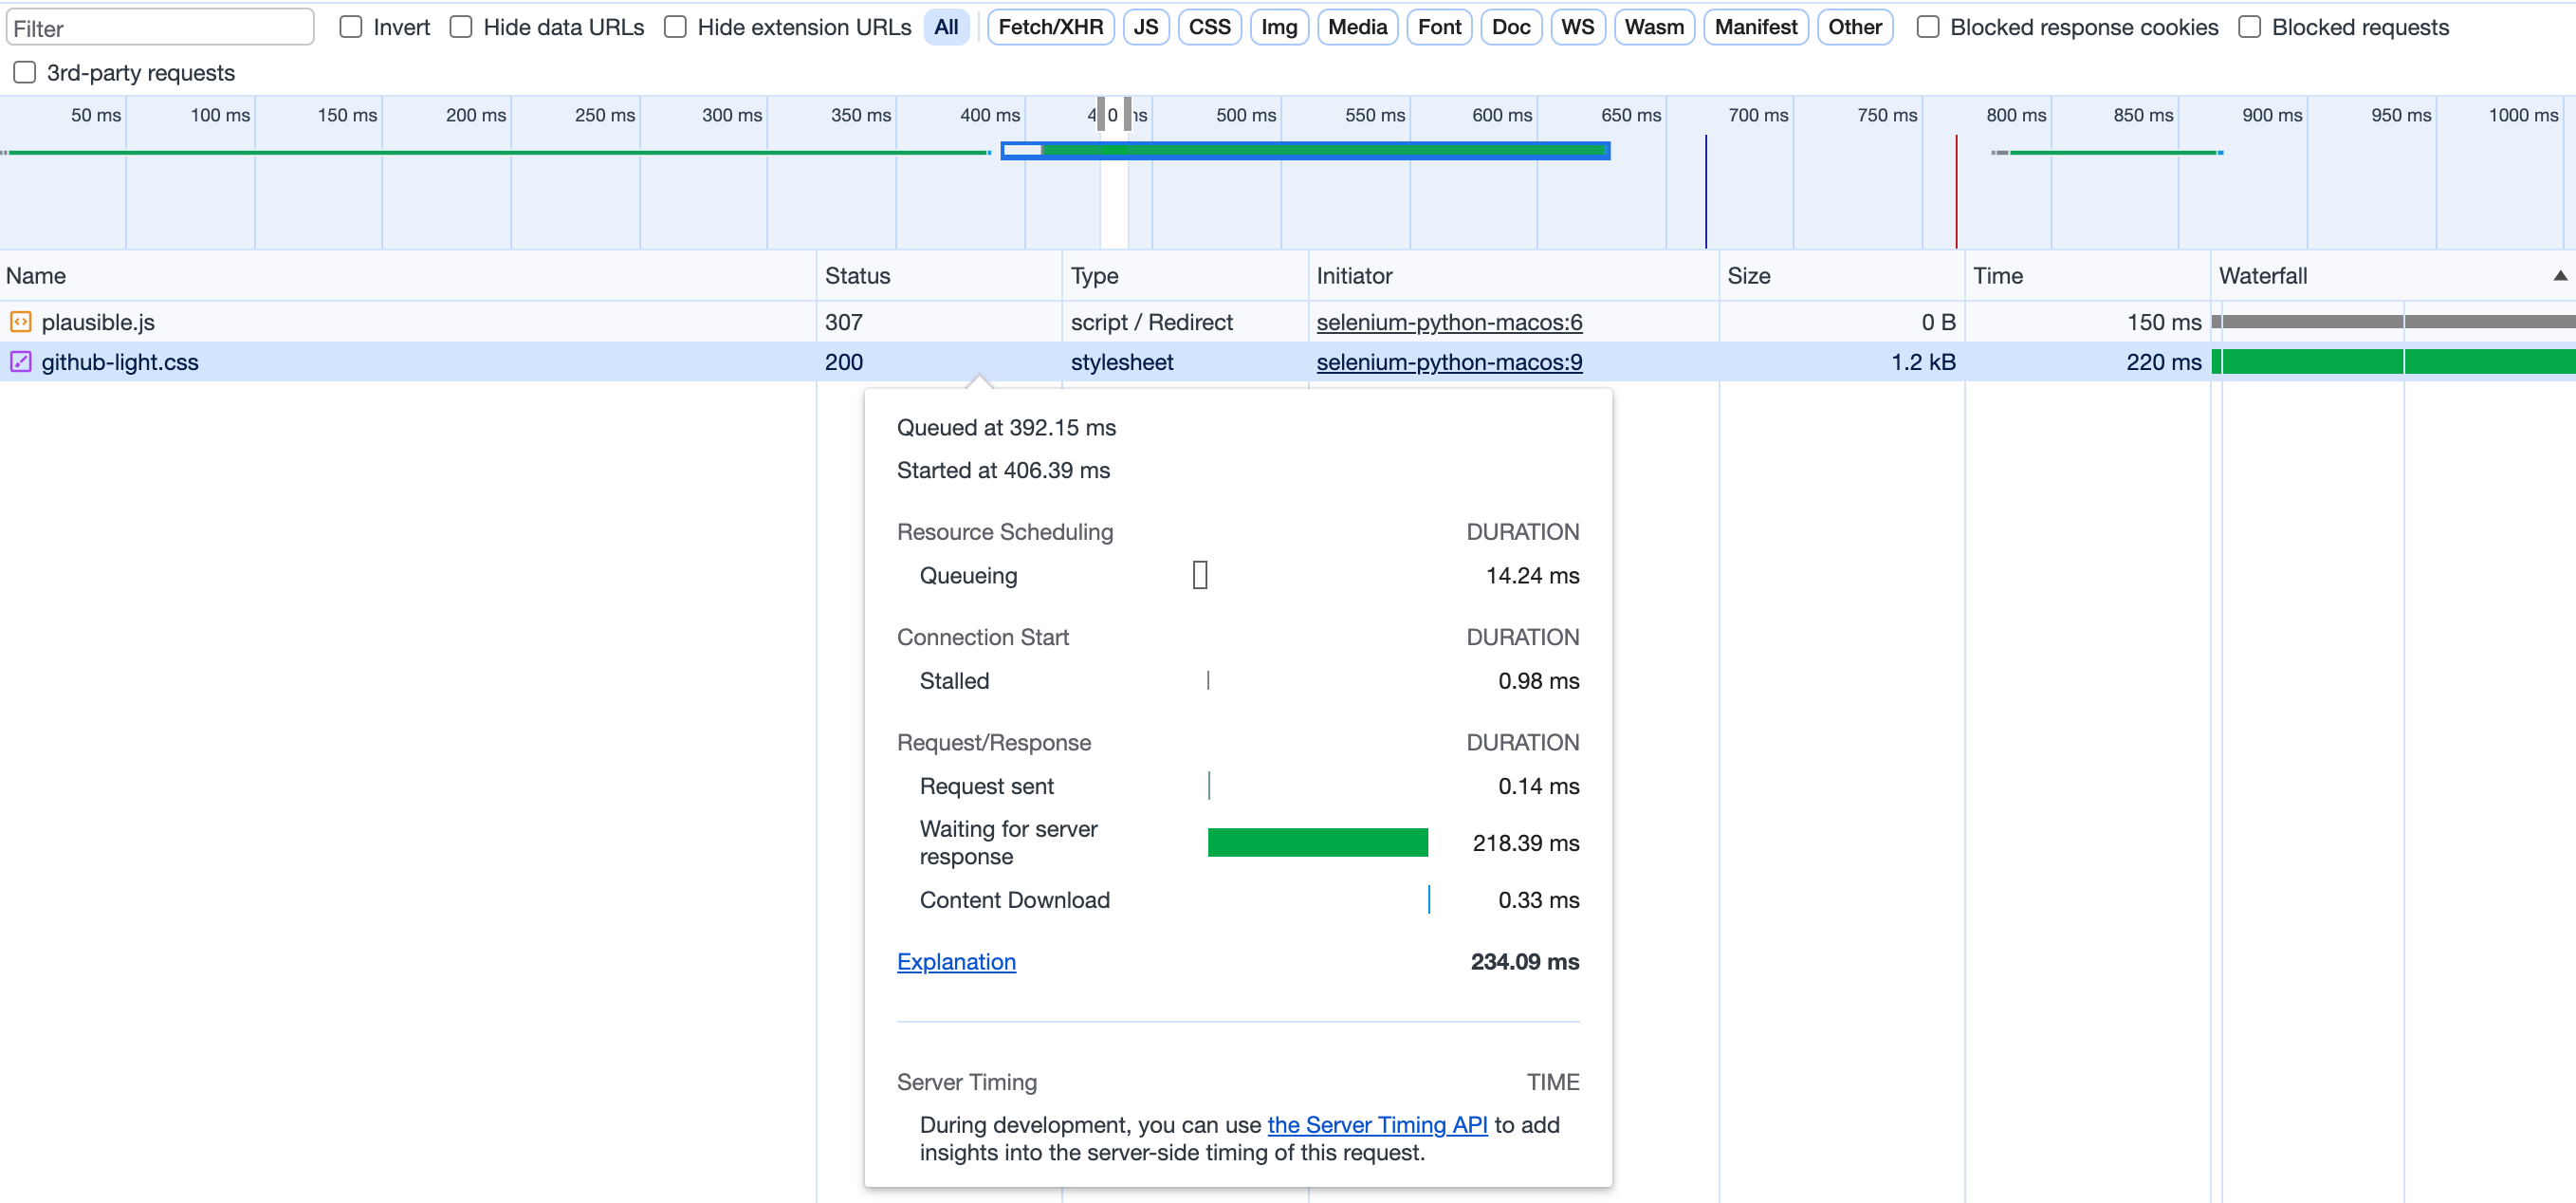 Filter Invert Hide data URLs Hide extension URLs All Fetch/XHR JS CSS Img Media Font Doc WS Wasm Manifest Other Blocked response cookies Blocked requests
3rd-party requests
50 ms 100 ms 150 ms 200 ms 250 ms 300 ms 350 ms 400 ms 500 ms 550 ms 600 ms 650 ms 700 ms 750 ms 800 ms 850 ms 900 ms 950 ms 1000 ms
Name Status Type Initiator Size Time Waterfall
plausible.js 307 script / Redirect selenium-python-macos:6 0 B 150 ms
github-light.css 200 stylesheet selenium-python-macos:9 1.2 kB 220 ms
Queued at 392.15 ms
Started at 406.39 ms
Resource Scheduling DURATION
Queueing 14.24 ms
Connection Start DURATION
Stalled 0.98 ms
Request/Response DURATION
Request sent 0.14 ms
Waiting for server
response 218.39 ms
Content Download 0.33 ms
Explanation 234.09 ms
Server Timing TIME
During development, you can use the Server Timing API to add
insights into the server-side timing of this request.